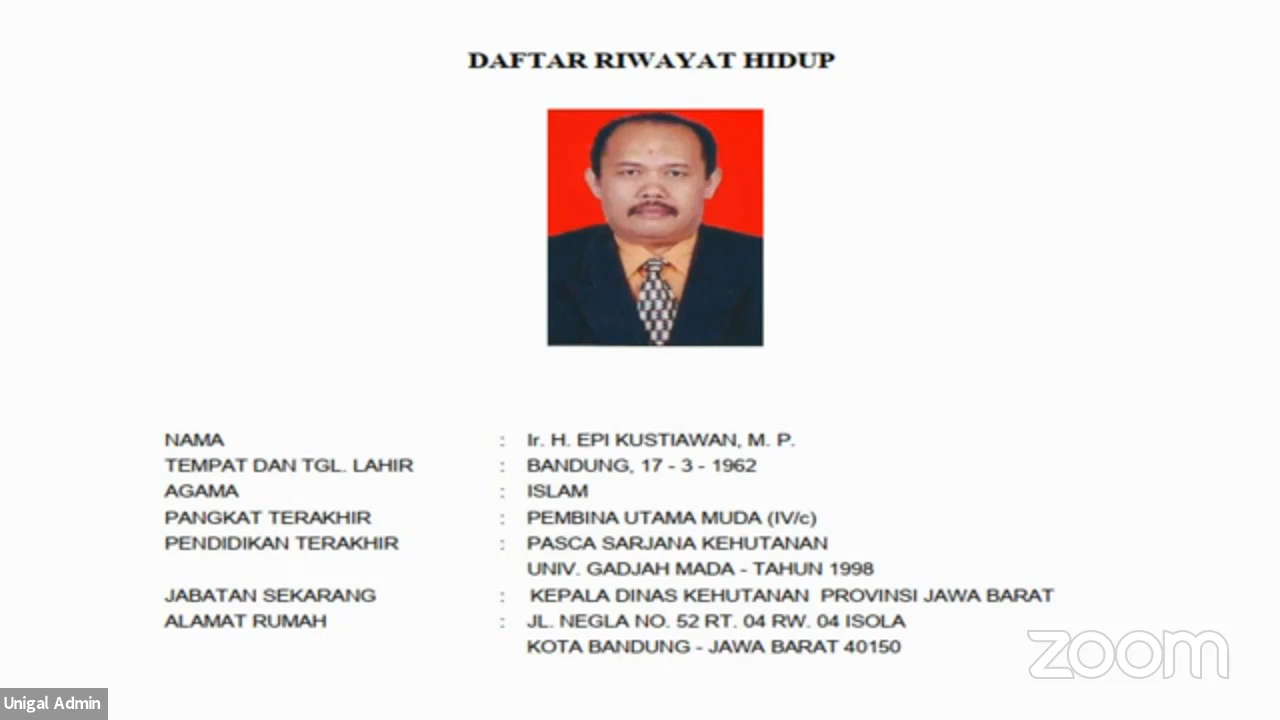 DAFTAR RIWAYAT HIDUP
NAMA : Ir. H. EPI KUSTIAWAN, M. P.
TEMPAT DAN TGL. LAHIR : BANDUNG, 17 - 3 - 1962
AGAMA : ISLAM
PANGKAT TERAKHIR : PEMBINA UTAMA MUDA (IV/c)
PENDIDIKAN TERAKHIR : PASCA SARJANA KEHUTANAN
UNIV. GADJAH MADA - TAHUN 1998
JABATAN SEKARANG : KEPALA DINAS KEHUTANAN PROVINSI JAWA BARAT
ALAMAT RUMAH : JL. NEGLA NO. 52 RT. 04 RW. 04 ISOLA
KOTA BANDUNG - JAWA BARAT 40150
zoom
Unigal Admin